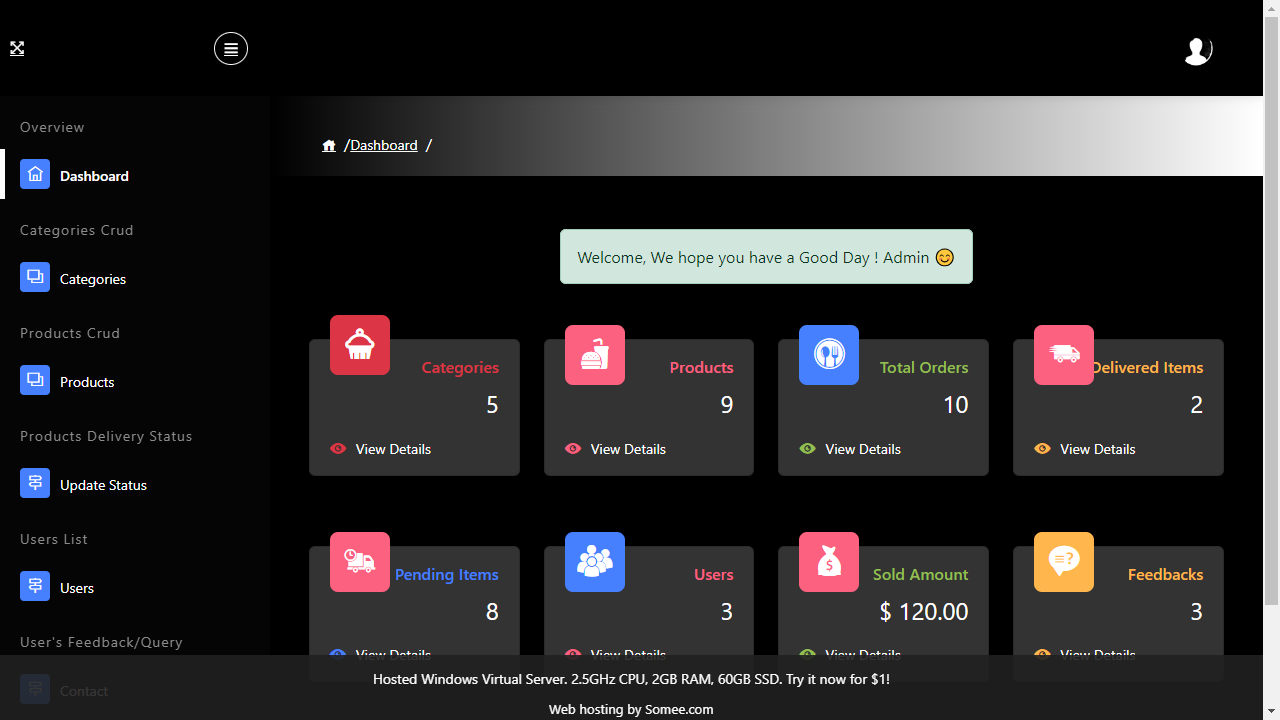 /Dashboard /
Overview
Dashboard
Categories Crud
Categories
Products Crud
Products
Products Delivery Status
Update Status
Users List
Users
User's Feedback/Query
Contact
Welcome, We hope you have a Good Day ! Admin 😊
Categories
5
View Details
Products
9
View Details
Total Orders
10
View Details
Delivered Items
2
View Details
Pending Items
8
View Details
Users
3
View Details
$
Sold Amount
$ 120.00
View Details
=?
Feedbacks
3
View Details
Hosted Windows Virtual Server. 2.5GHz CPU, 2GB RAM, 60GB SSD. Try it now for $1!
Web hosting by Somee.com